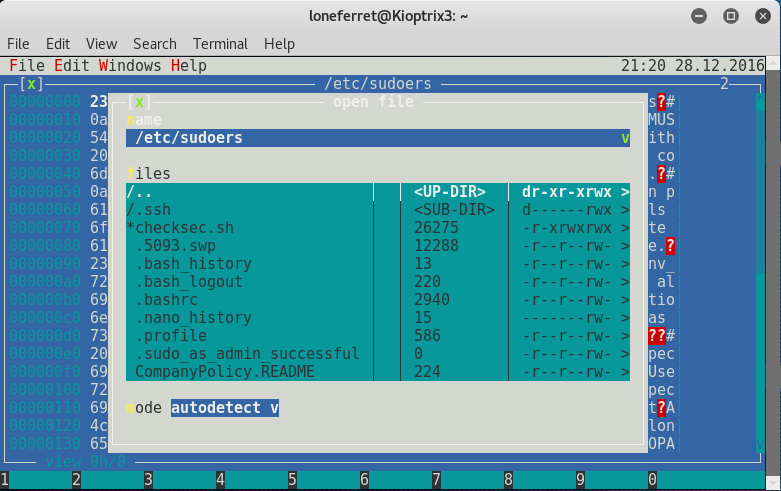 loneferret@Kioptrix3: ~
File Edit View Search Terminal Help
File Edit Windows Help 21:20 28.12.2016
[x] /etc/sudoers 2
00000000 23 s?#
[x] open file
00000010 0a name MUS
00000020 54 /etc/sudoers v ith
00000030 20 co
00000040 6d files .?#
00000050 0a /.. <UP-DIR> dr-xr-xrwx > n p
00000060 61 /.ssh <SUB-DIR> d------rwx > ls
00000070 6f *checksec.sh 26275 -r-xrwxrwx > te
00000080 61 .5093.swp 12288 -r--r--rw- > e.?
00000090 23 .bash_history 13 -r--r--rw- > nv_
000000a0 72 .bash_logout 220 -r--r--rw- > al
000000b0 69 .bashrc 2940 -r--r--rw- > tio
000000c0 6e .nano_history 15 -------rw- > as
000000d0 73 .profile 586 -r--r--rw- > ??#
000000e0 20 .sudo_as_admin_successful 0 -r--r--rw- > pec
000000f0 69 CompanyPolicy.README 224 -r--r--rw- > Use
00000100 72 pec
00000110 69 mode autodetect v t?A
00000120 4c lon
00000130 65 OPA v
view 0h/0
1 2 3 4 5 6 7 8 9 0